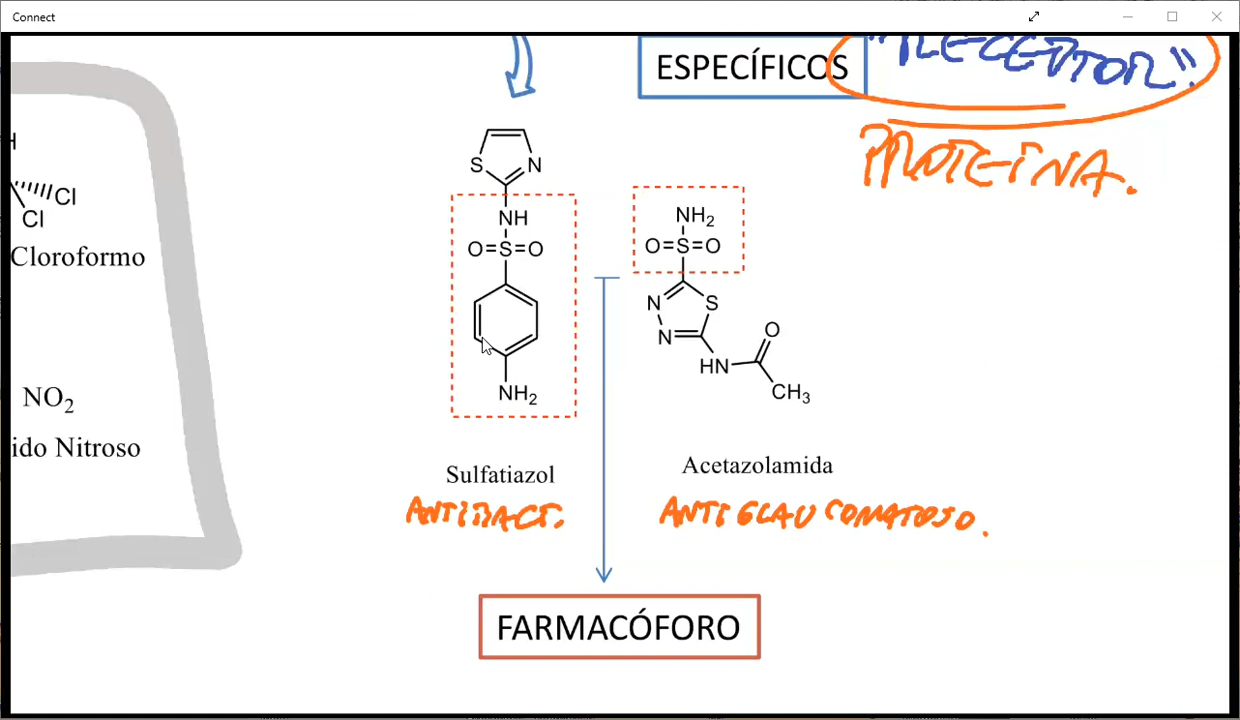 Connect
ESPECÍFICOS
"RECEPTOR"
PROTEINA.
S N
NH
O=S=O
NH2
NH2
O=S=O
N S
N
HN
O
CH3
Cl
Cl
Cloroformo
NO2
ido Nitroso
Sulfatiazol
Acetazolamida
ANTIBACT.
ANTIGLAUCOMATOSO.
FARMACÓFORO